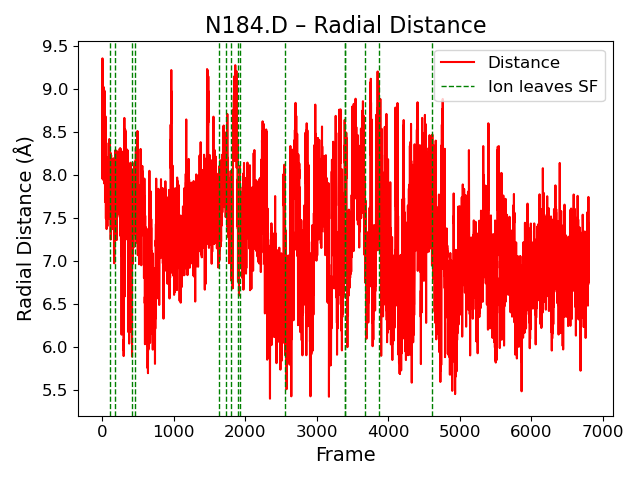 N184.D – Radial Distance
9.5
9.0
8.5
8.0
7.5
7.0
6.5
6.0
5.5
Radial Distance (Å)
Distance
Ion leaves SF
0 1000 2000 3000 4000 5000 6000 7000
Frame